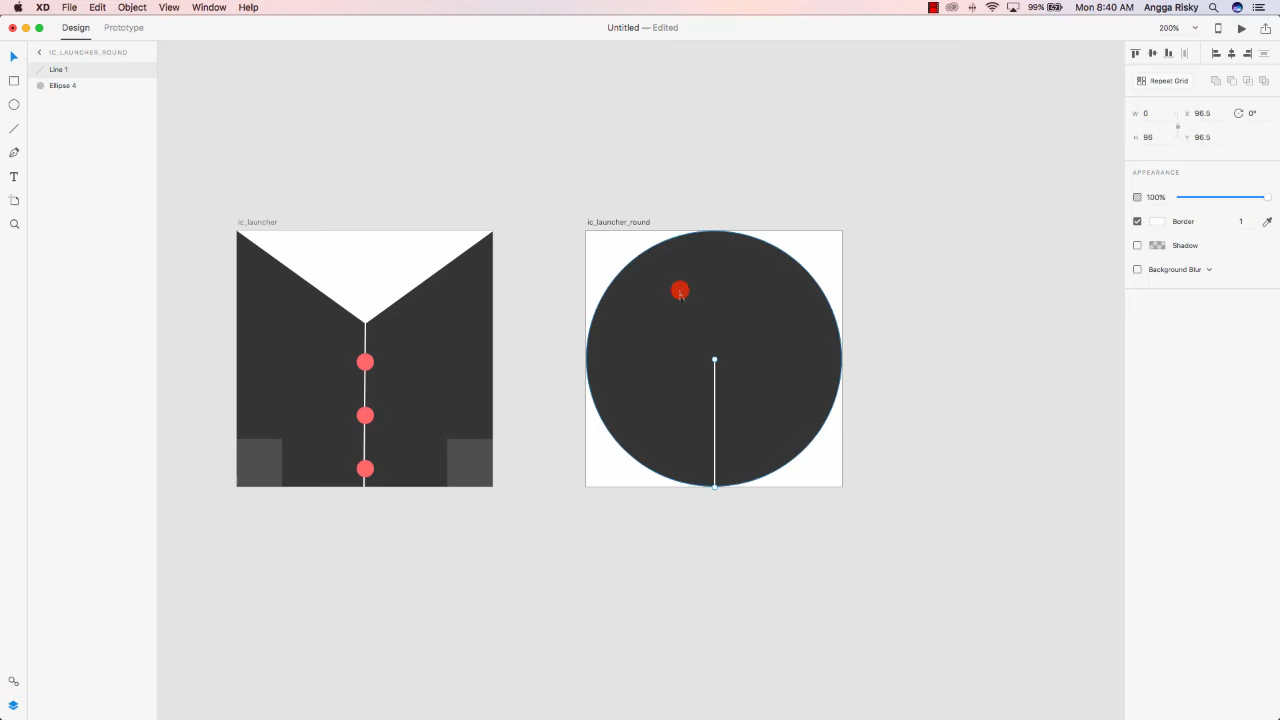 XD File Edit Object View Window Help 99% Mon 8:40 AM Angga Risky
Design Prototype Untitled — Edited 200%
IC_LAUNCHER_ROUND
Line 1
Ellipse 4
Repeat Grid
W 0 X 96.5 0°
H 96 Y 96.5
APPEARANCE
100%
Border 1
Shadow
Background Blur
ic_launcher ic_launcher_round
T